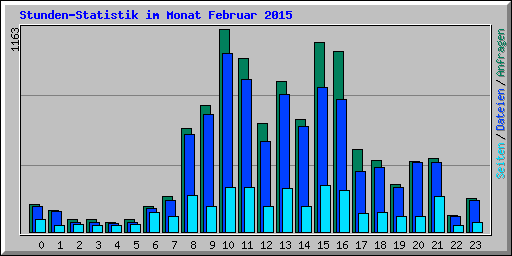 Stunden-Statistik im Monat Februar 2015
1163
Seiten / Dateien / Anfragen
0 1 2 3 4 5 6 7 8 9 10 11 12 13 14 15 16 17 18 19 20 21 22 23